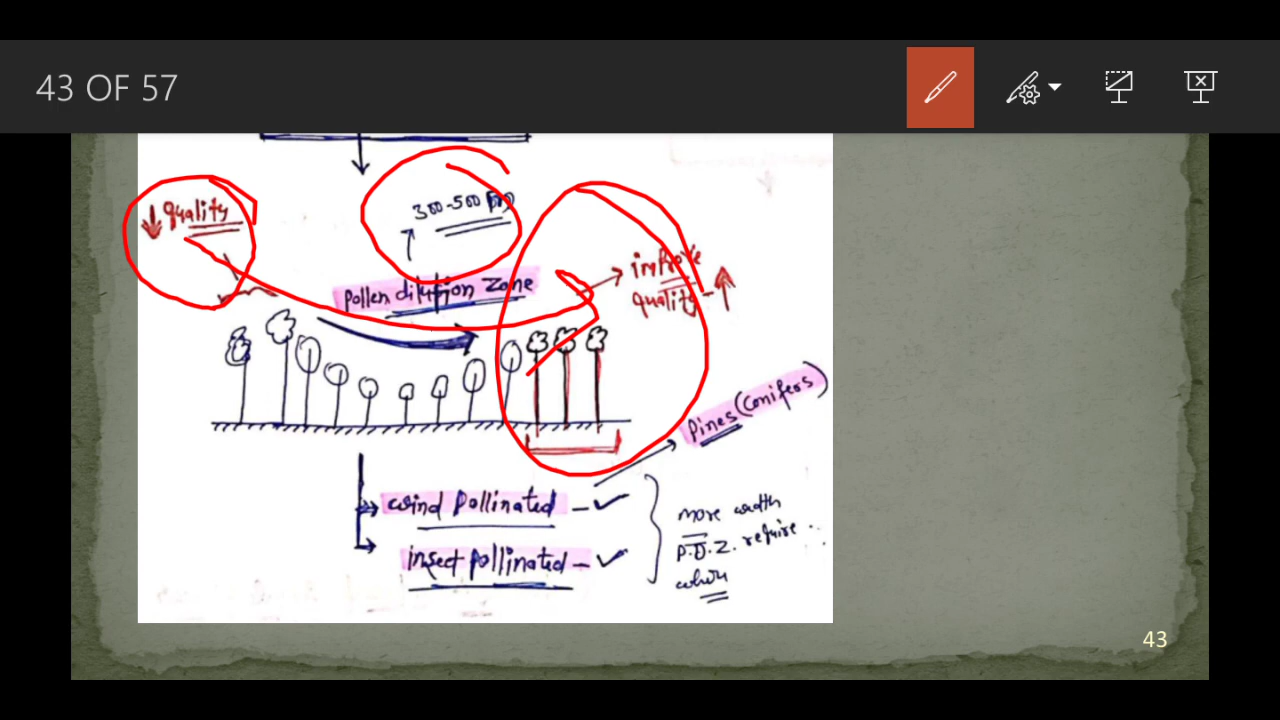 43 OF 57
↓ quality
300-500
Pollen dilution zone
improve
quality - ↑
Pines (Conifers)
wind pollinated - ✓
insect pollinated - ✓
more width
P.D.Z. require
when
43